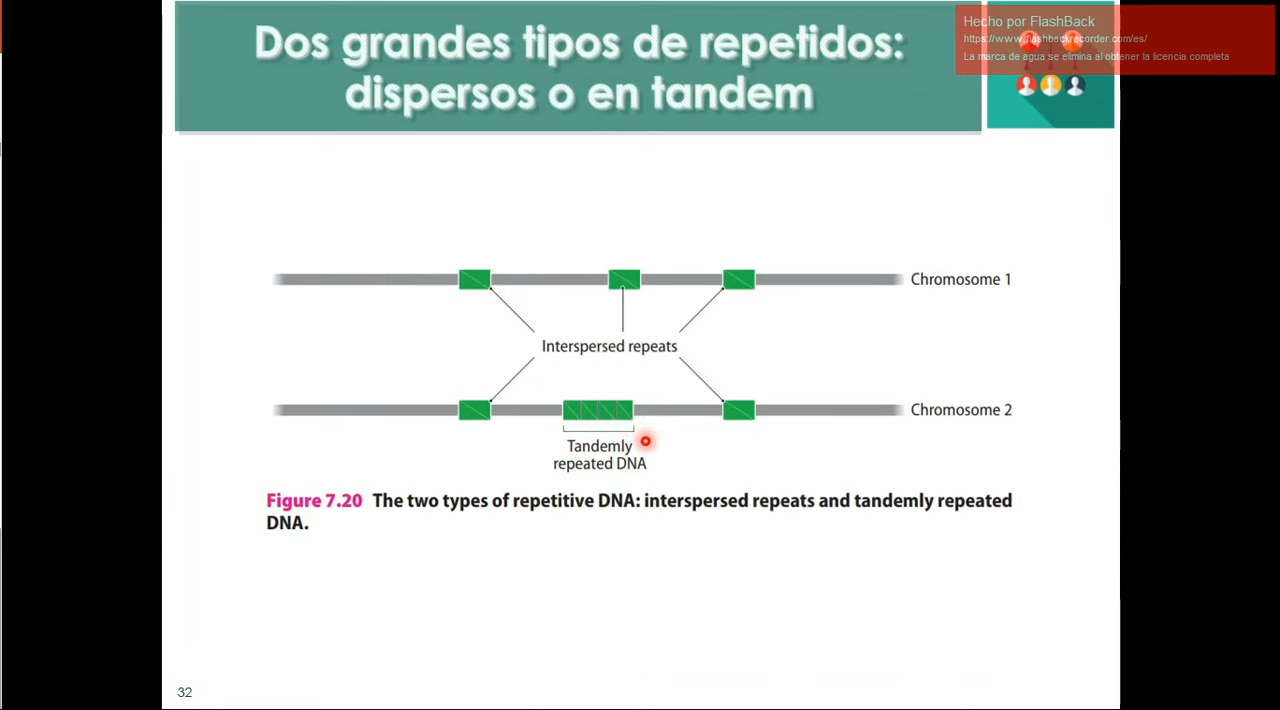 Dos grandes tipos de repetidos:
dispersos o en tandem
Hecho por FlashBack
https://www.flashbackrecorder.com/es/
La marca de agua se elimina al obtener la licencia completa
Chromosome 1
Interspersed repeats
Chromosome 2
Tandemly
repeated DNA
Figure 7.20 The two types of repetitive DNA: interspersed repeats and tandemly repeated
DNA.
32